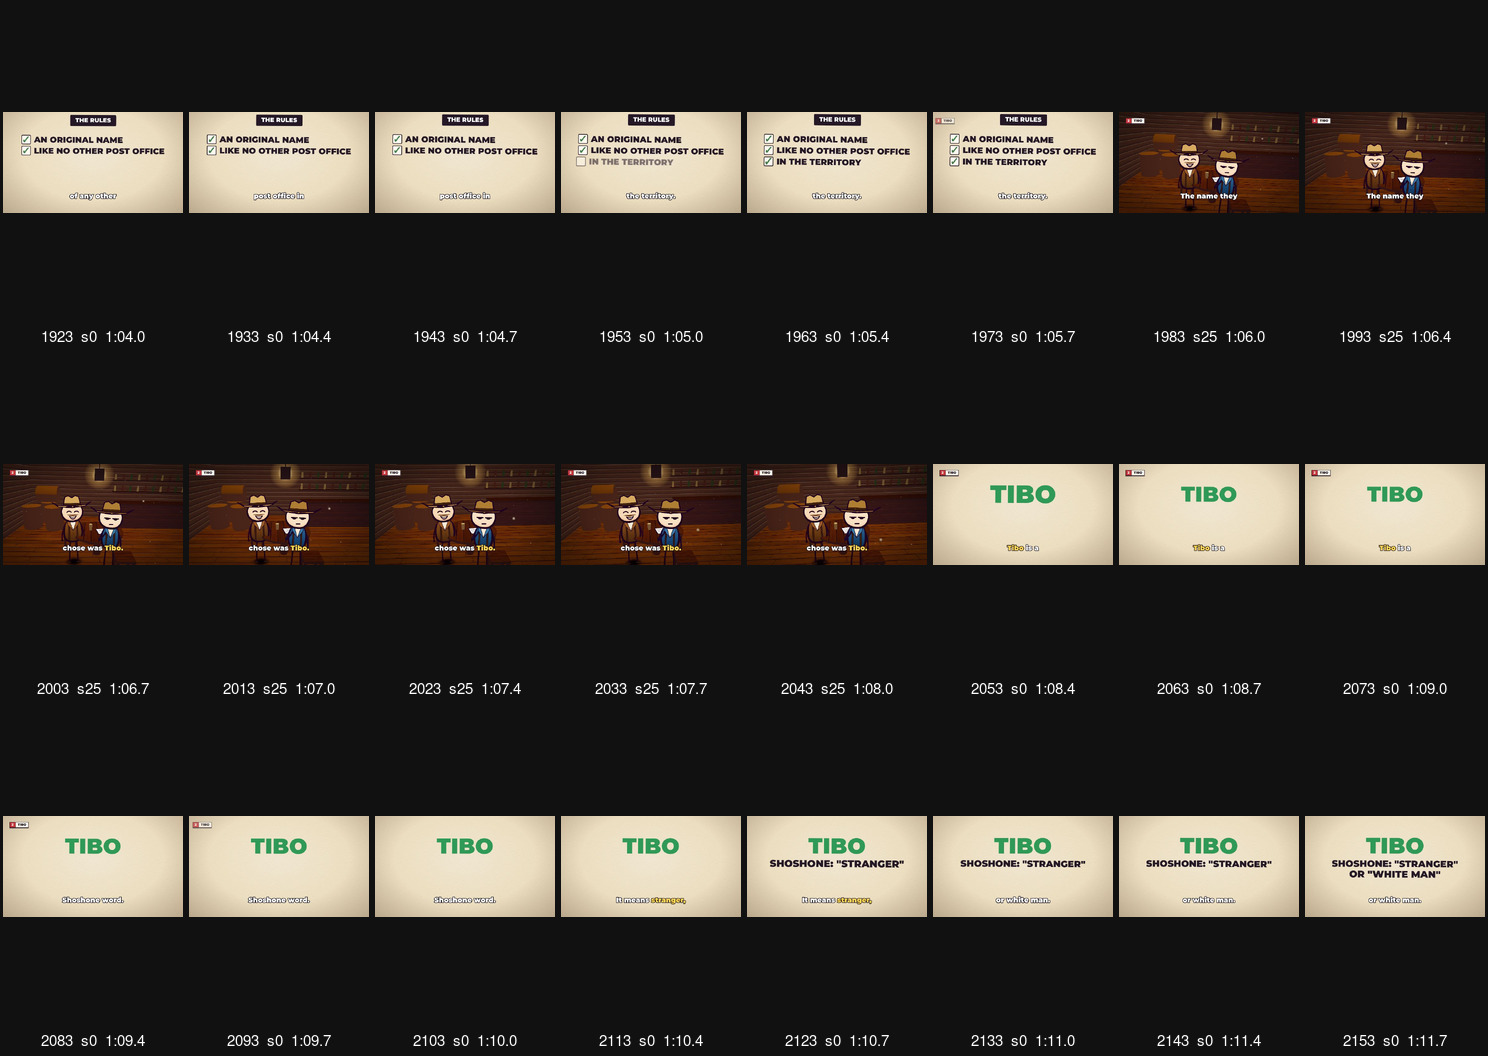 THE RULES
AN ORIGINAL NAME
LIKE NO OTHER POST OFFICE
of any other
1923 s0 1:04.0
THE RULES
AN ORIGINAL NAME
LIKE NO OTHER POST OFFICE
post office in
1933 s0 1:04.4
THE RULES
AN ORIGINAL NAME
LIKE NO OTHER POST OFFICE
post office in
1943 s0 1:04.7
THE RULES
AN ORIGINAL NAME
LIKE NO OTHER POST OFFICE
IN THE TERRITORY
the territory.
1953 s0 1:05.0
THE RULES
AN ORIGINAL NAME
LIKE NO OTHER POST OFFICE
IN THE TERRITORY
the territory.
1963 s0 1:05.4
TIBO
THE RULES
AN ORIGINAL NAME
LIKE NO OTHER POST OFFICE
IN THE TERRITORY
the territory.
1973 s0 1:05.7
TIBO
The name they
1983 s25 1:06.0
TIBO
The name they
1993 s25 1:06.4
TIBO
chose was Tibo.
2003 s25 1:06.7
TIBO
chose was Tibo.
2013 s25 1:07.0
TIBO
chose was Tibo.
2023 s25 1:07.4
TIBO
chose was Tibo.
2033 s25 1:07.7
TIBO
chose was Tibo.
2043 s25 1:08.0
TIBO
TIBO
Tibo is a
2053 s0 1:08.4
TIBO
TIBO
Tibo is a
2063 s0 1:08.7
TIBO
TIBO
Tibo is a
2073 s0 1:09.0
TIBO
TIBO
Shoshone word.
2083 s0 1:09.4
TIBO
TIBO
Shoshone word.
2093 s0 1:09.7
TIBO
Shoshone word.
2103 s0 1:10.0
TIBO
It means stranger,
2113 s0 1:10.4
TIBO
SHOSHONE: "STRANGER"
It means stranger,
2123 s0 1:10.7
TIBO
SHOSHONE: "STRANGER"
or white man.
2133 s0 1:11.0
TIBO
SHOSHONE: "STRANGER"
or white man.
2143 s0 1:11.4
TIBO
SHOSHONE: "STRANGER"
OR "WHITE MAN"
or white man.
2153 s0 1:11.7